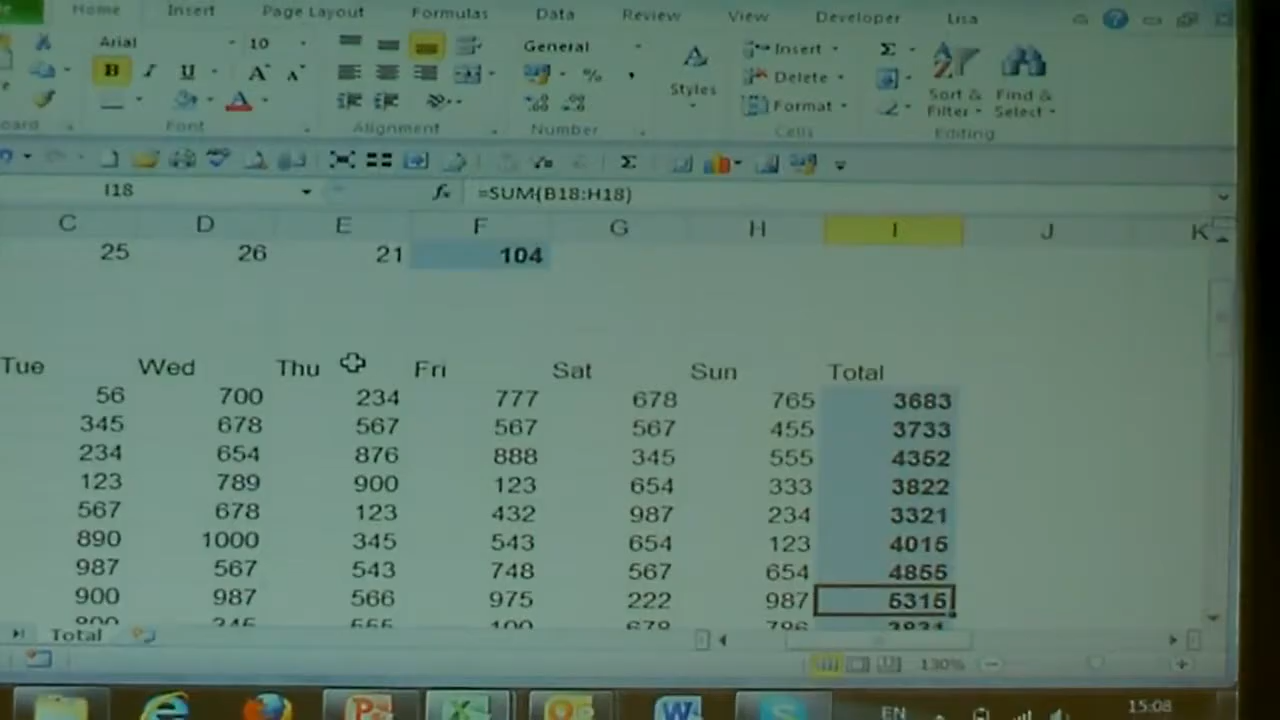 Home Insert Page Layout Formulas Data Review View Developer Lisa
Arial 10 General Insert Σ
B I U A A % , Styles Delete Sort & Find &
A Format Filter Select
Font Alignment Number Cells Editing
Σ
I18 fx =SUM(B18:H18)
C D E F G H I J K
25 26 21 104
Tue Wed Thu Fri Sat Sun Total
56 700 234 777 678 765 3683
345 678 567 567 567 455 3733
234 654 876 888 345 555 4352
123 789 900 123 654 333 3822
567 678 123 432 987 234 3321
890 1000 345 543 654 123 4015
987 567 543 748 567 654 4855
900 987 566 975 222 987 5315
Total
130%
EN 15:08